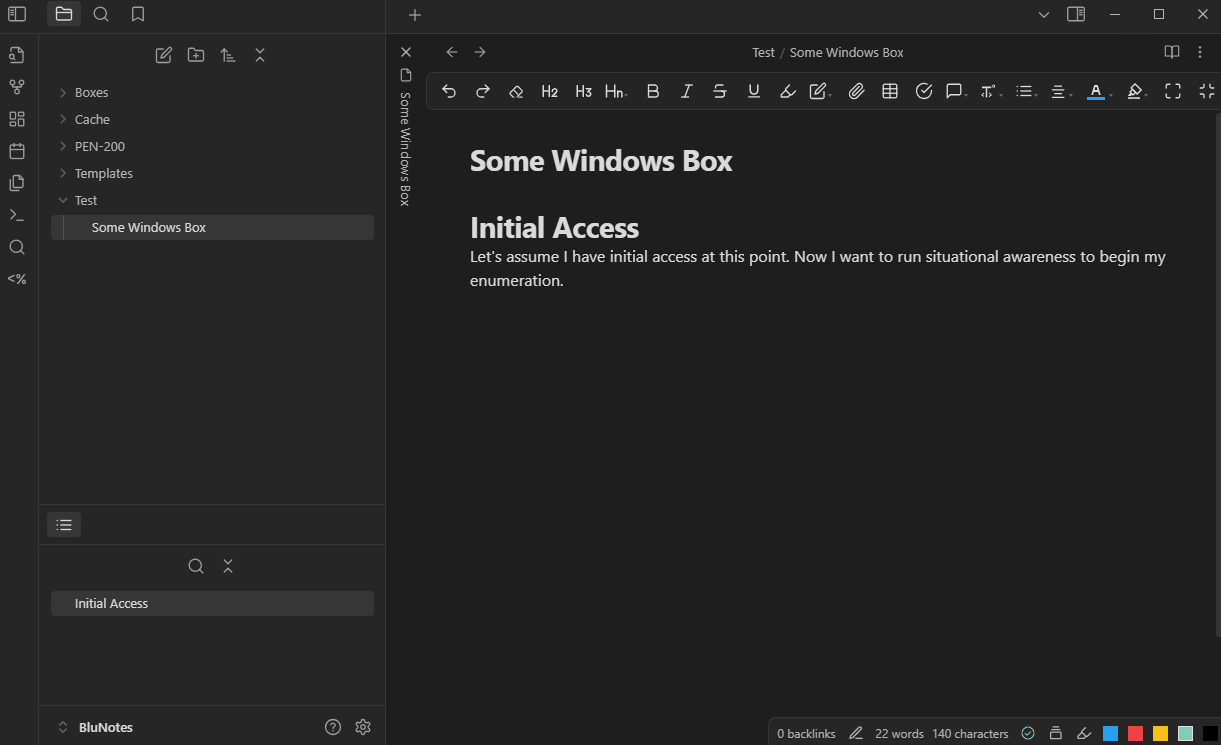 Test / Some Windows Box
H2 H3 Hn B I S U A
Boxes
Cache
PEN-200
Templates
Test
Some Windows Box
<%
Initial Access
BluNotes
Some Windows Box
Some Windows Box
Initial Access
Let's assume I have initial access at this point. Now I want to run situational awareness to begin my
enumeration.
0 backlinks 22 words 140 characters